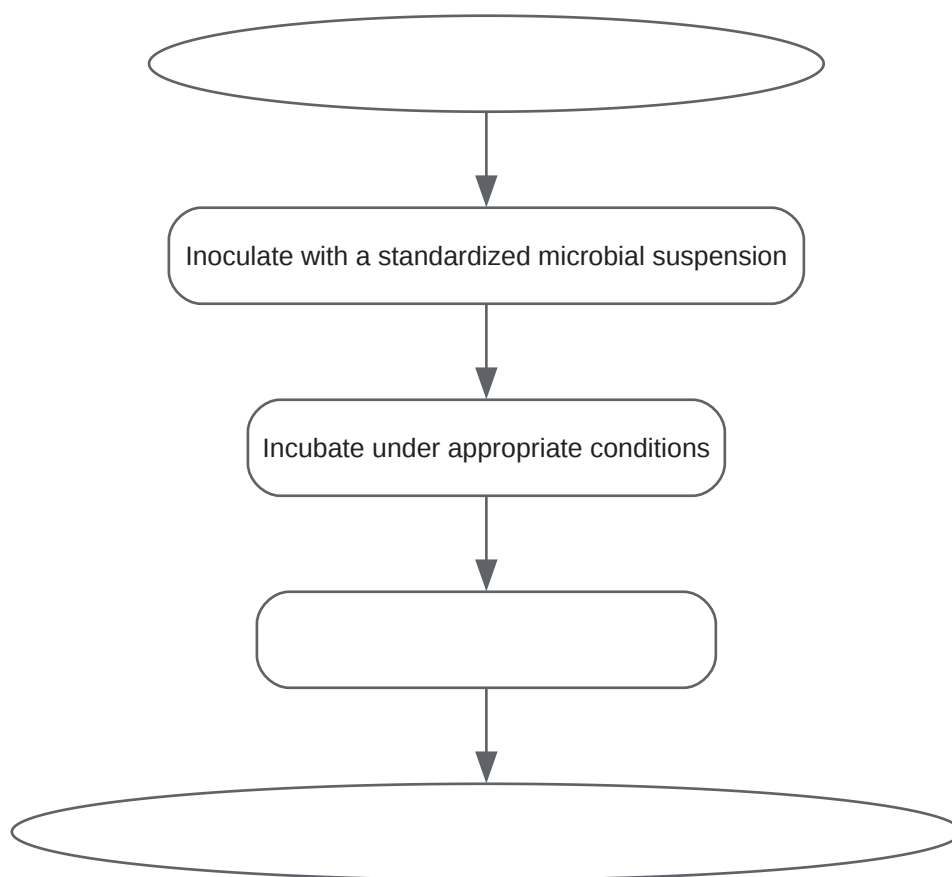 Inoculate with a standardized microbial suspension
Incubate under appropriate conditions